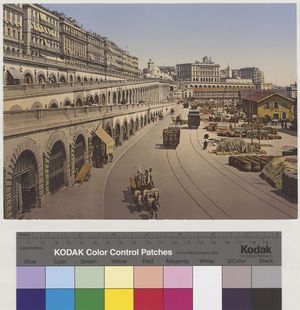 KODAK Color Control Patches
Kodak
Blue Cyan Green Yellow Red Magenta White 3/Color Black